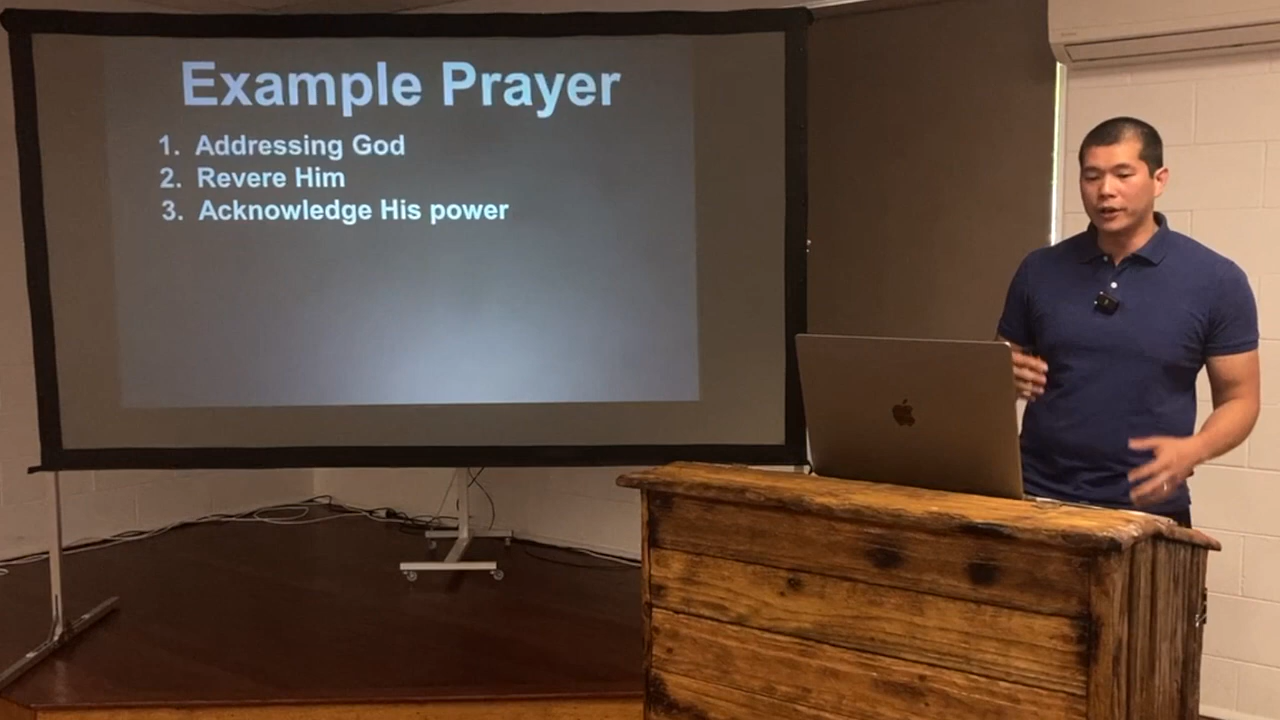 Example Prayer
1. Addressing God
2. Revere Him
3. Acknowledge His power